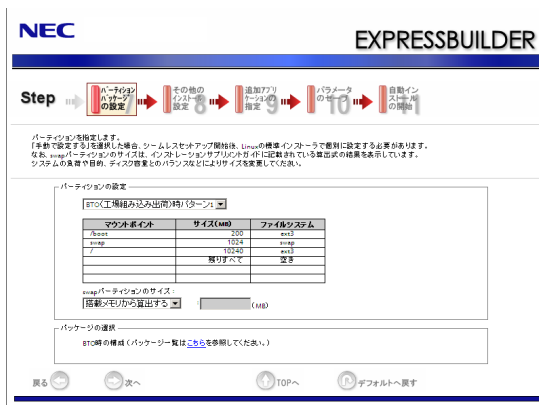 NEC
EXPRESSBUILDER
Step
7 パーティション パッケージ の設定
8 その他の インストール 設定
9 追加アプリ ケーションの 指定
10 パラメータ のセーブ
11 自動イン ストール の開始
パーティションを指定します。
「手動で設定する」を選択した場合、シームレスセットアップ開始後、Linuxの標準インストーラで個別に設定する必要があります。
なお、swapパーティションのサイズは、インストレーションサプリメントガイドに記載されている算出式の結果を表示しています。
システムの負荷や目的、ディスク容量とのバランスなどによりサイズを変更してください。
パーティションの設定
BTO(工場組み込み出荷)時パターン1
マウントポイント サイズ(MB) ファイルシステム
/boot 200 ext3
swap 1024 swap
/ 10240 ext3
残りすべて 空き
swapパーティションのサイズ:
搭載メモリから算出する : (MB)
パッケージの選択
BTO時の構成(パッケージ一覧はこちらを参照してください。)
戻る 次へ TOPへ デフォルトへ戻す